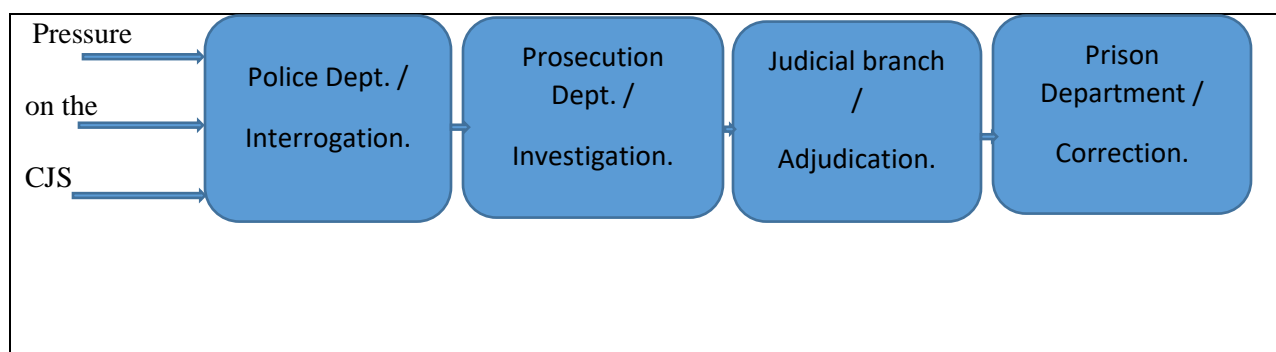 Pressure
on the
CJS
Police Dept. /
Interrogation.
Prosecution
Dept. /
Investigation.
Judicial branch
/
Adjudication.
Prison
Department /
Correction.